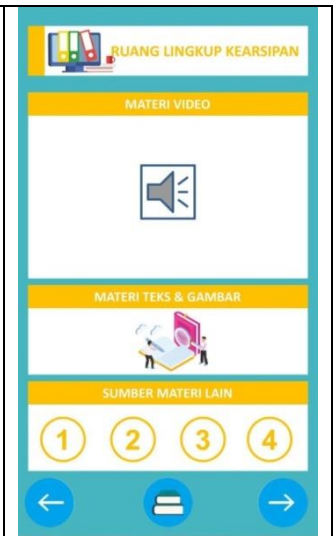 RUANG LINGKUP KEARSIPAN
MATERI VIDEO
MATERI TEKS & GAMBAR
SUMBER MATERI LAIN
1 2 3 4